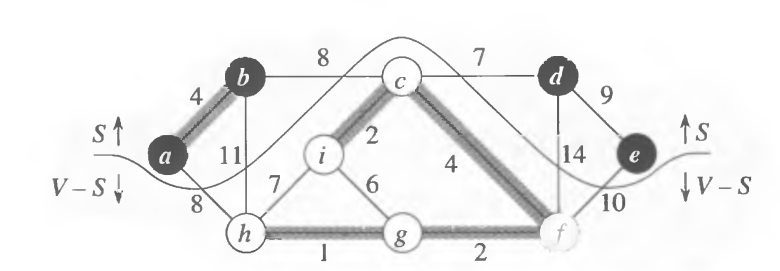 8 7
b c d
4 9
S ↑ a 11 i 2 4 14 e ↑ S
V – S ↓ 8 7 6 10 ↓ V – S
h g f
1 2